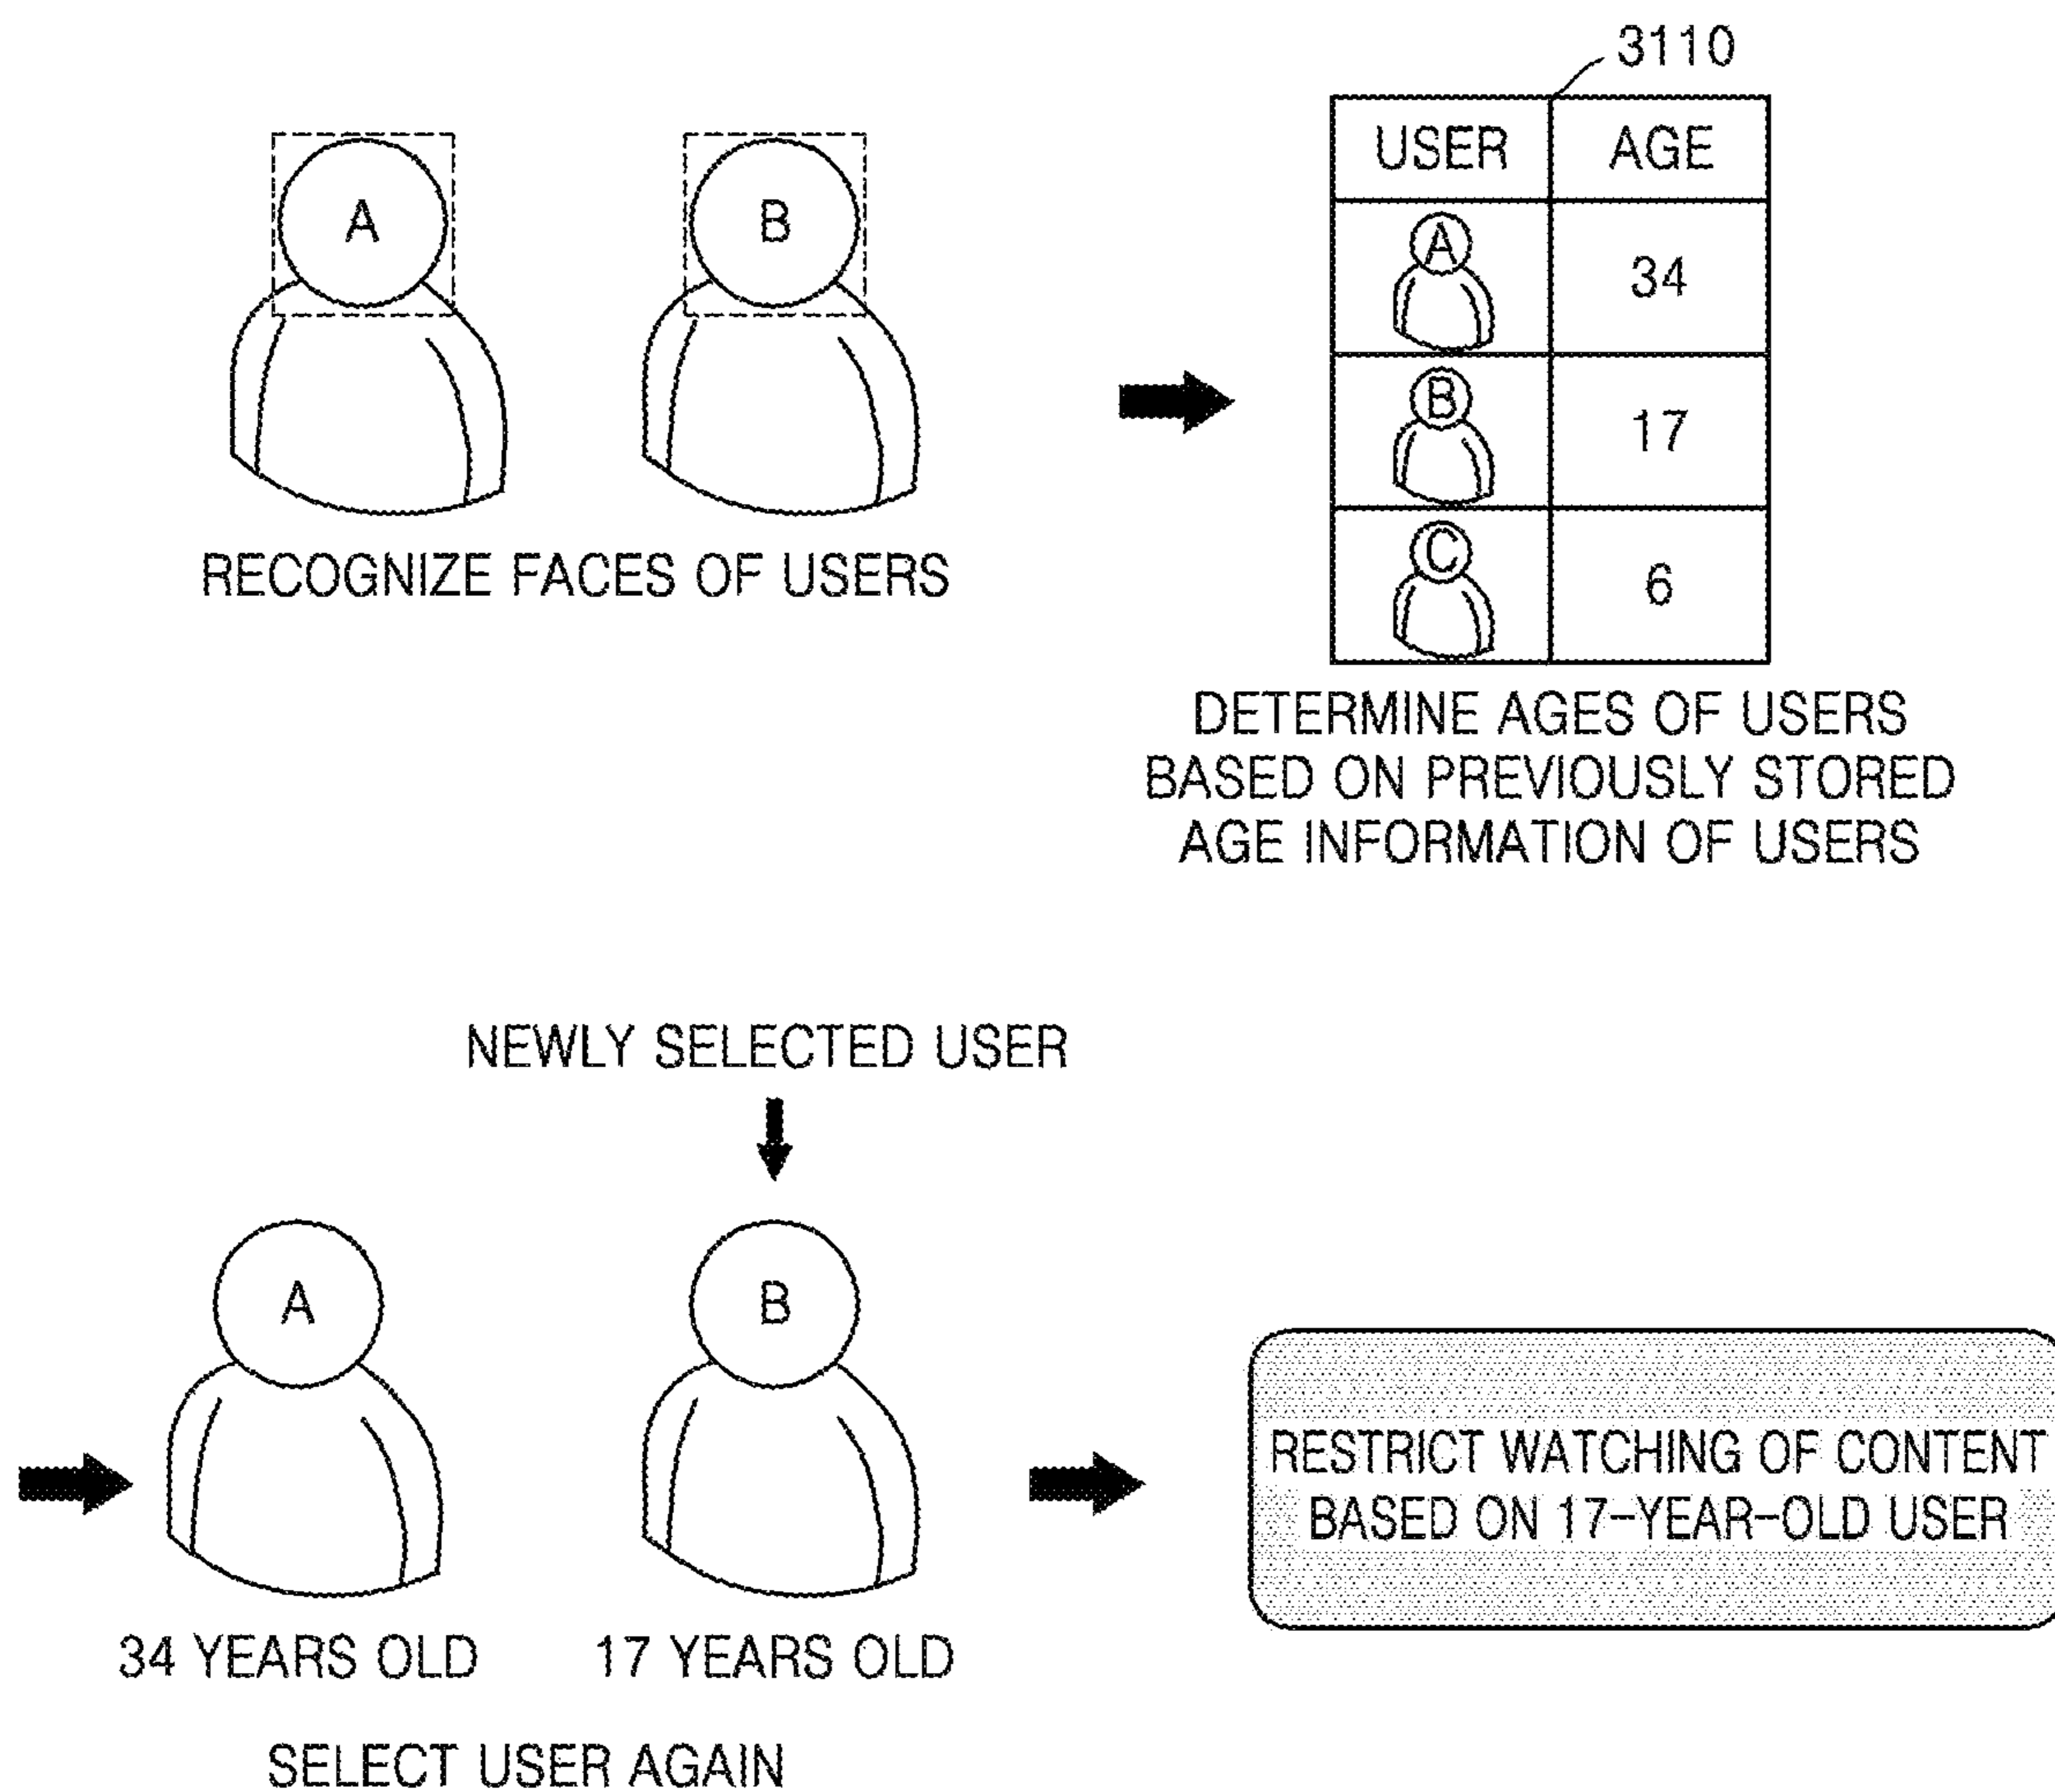 3110
A
B
RECOGNIZE FACES OF USERS
USER AGE
A 34
B 17
C 6
DETERMINE AGES OF USERS
BASED ON PREVIOUSLY STORED
AGE INFORMATION OF USERS
NEWLY SELECTED USER
A
B
34 YEARS OLD
17 YEARS OLD
SELECT USER AGAIN
RESTRICT WATCHING OF CONTENT
BASED ON 17-YEAR-OLD USER